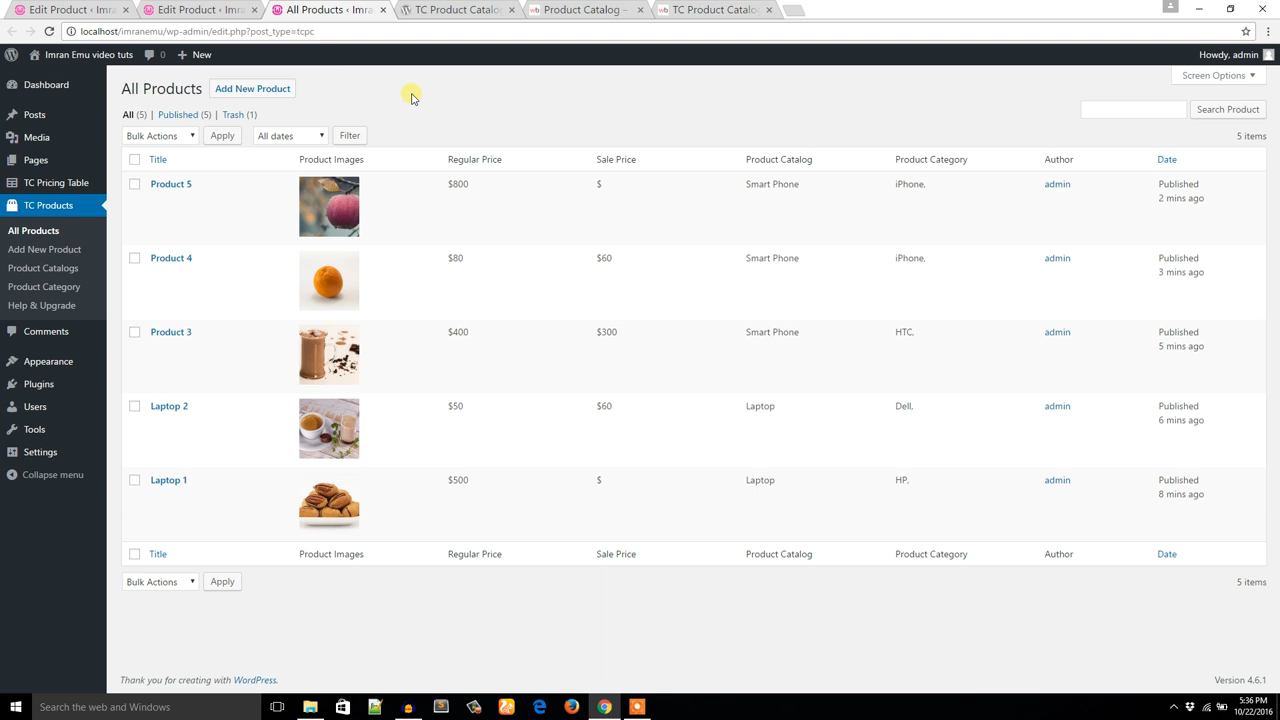 Edit Product ‹ Imra
Edit Product ‹ Imra
All Products ‹ Imra
TC Product Catalo
Product Catalog –
TC Product Catalo
localhost/imranemu/wp-admin/edit.php?post_type=tcpc
Imran Emu video tuts 0 New Howdy, admin
Dashboard
Posts
Media
Pages
TC Pricing Table
TC Products
All Products
Add New Product
Product Catalogs
Product Category
Help & Upgrade
Comments
Appearance
Plugins
Users
Tools
Settings
Collapse menu
Screen Options
All Products Add New Product
All (5) | Published (5) | Trash (1)
Search Product
Bulk Actions Apply All dates Filter 5 items
Title Product Images Regular Price Sale Price Product Catalog Product Category Author Date
Product 5 $800 $ Smart Phone iPhone, admin Published
2 mins ago
Product 4 $80 $60 Smart Phone iPhone, admin Published
3 mins ago
Product 3 $400 $300 Smart Phone HTC, admin Published
5 mins ago
Laptop 2 $50 $60 Laptop Dell, admin Published
6 mins ago
Laptop 1 $500 $ Laptop HP, admin Published
8 mins ago
Title Product Images Regular Price Sale Price Product Catalog Product Category Author Date
Bulk Actions Apply 5 items
Thank you for creating with WordPress. Version 4.6.1
Search the web and Windows
5:36 PM
10/22/2016